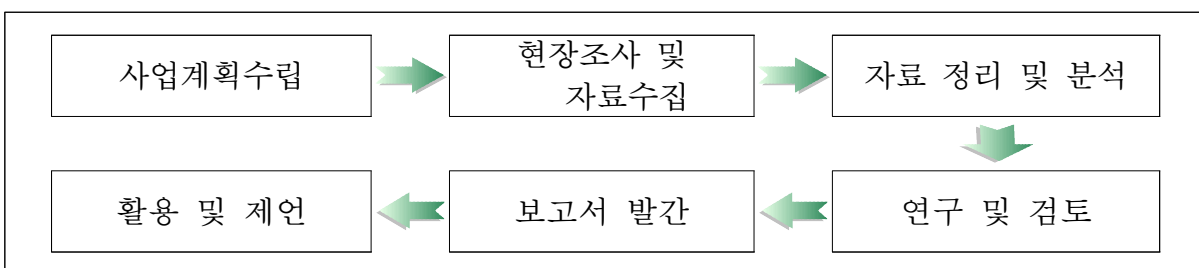 사업계획수립
현장조사 및
자료수집
자료 정리 및 분석
연구 및 검토
보고서 발간
활용 및 제언